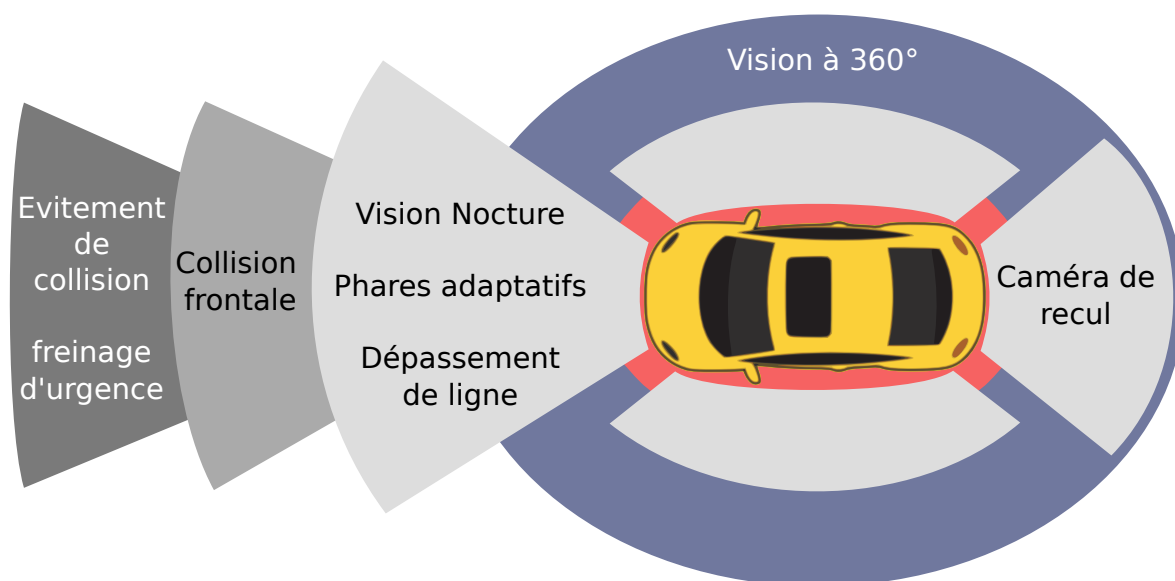 Vision à 360°
Evitement
de
collision
freinage
d'urgence
Collision
frontale
Vision Nocture
Phares adaptatifs
Dépassement
de ligne
Caméra de
recul